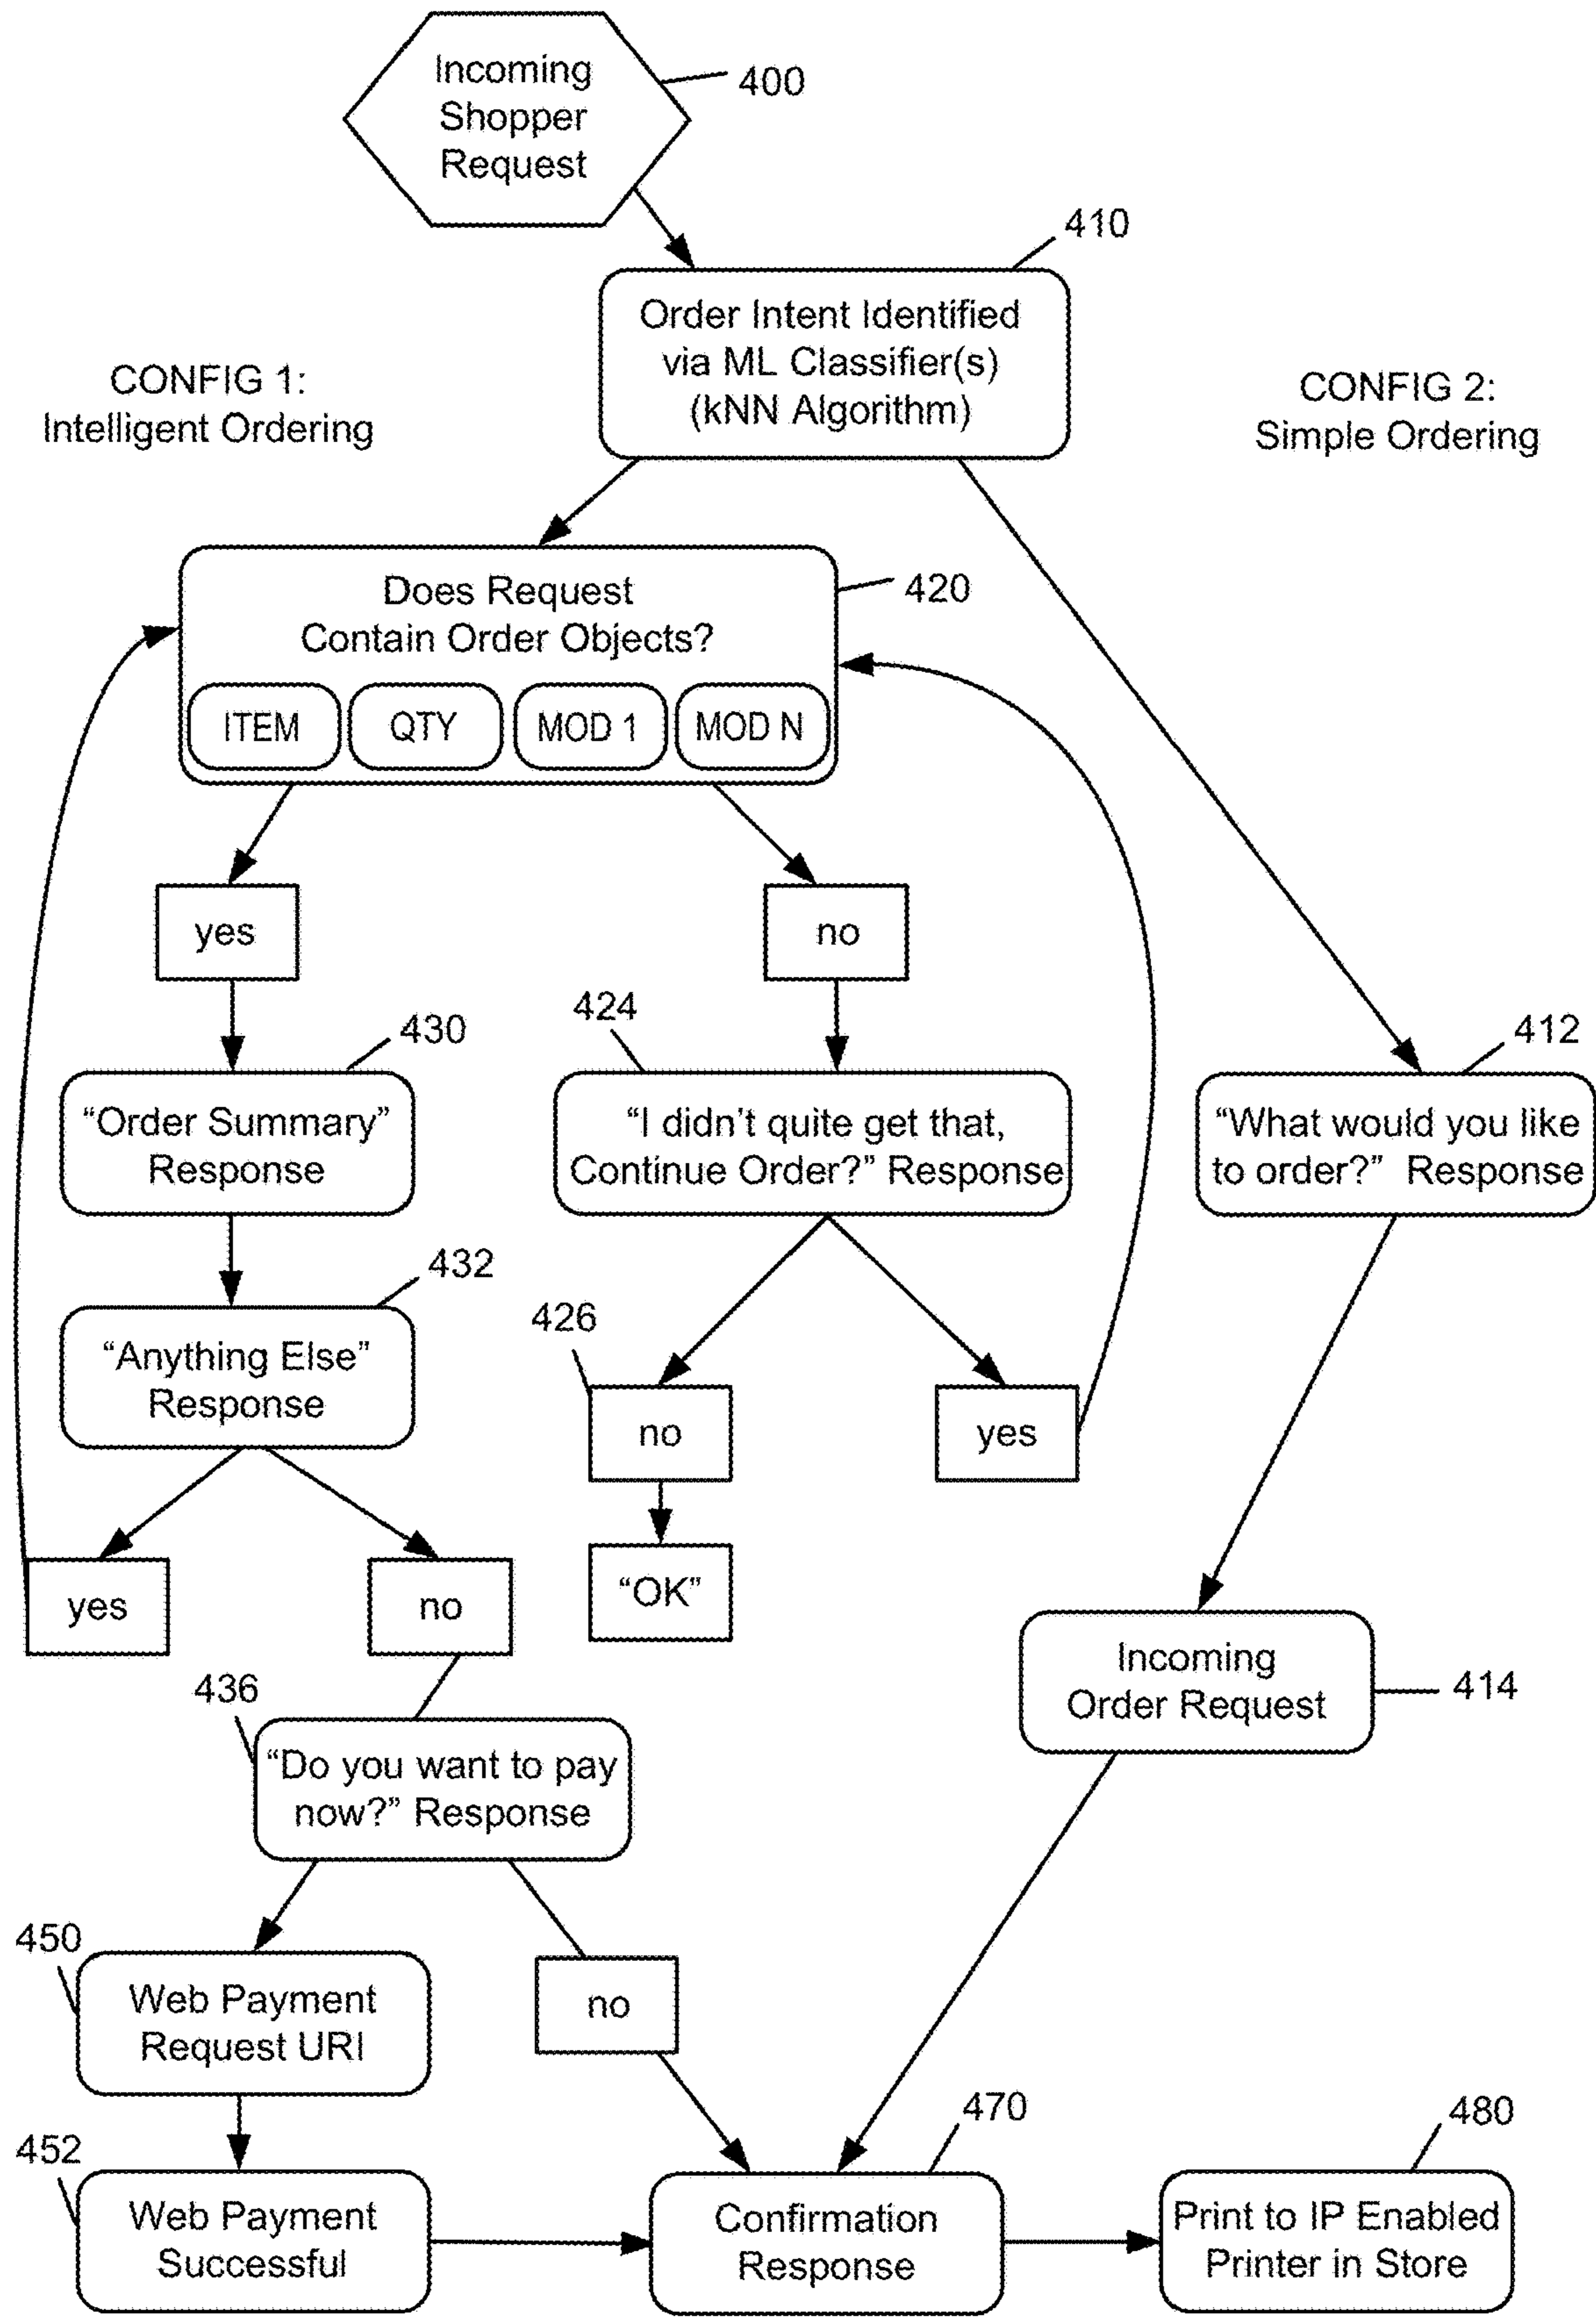 Incoming
Shopper
Request
400
410
Order Intent Identified
via ML Classifier(s)
(kNN Algorithm)
CONFIG 1:
Intelligent Ordering
CONFIG 2:
Simple Ordering
Does Request
Contain Order Objects?
420
ITEM
QTY
MOD 1
MOD N
yes
no
430
424
412
“Order Summary”
Response
“I didn’t quite get that,
Continue Order?” Response
“What would you like
to order?” Response
432
426
“Anything Else”
Response
no
yes
yes
no
“OK”
Incoming
Order Request
414
436
“Do you want to pay
now?” Response
450
Web Payment
Request URI
no
452
470
480
Web Payment
Successful
Confirmation
Response
Print to IP Enabled
Printer in Store